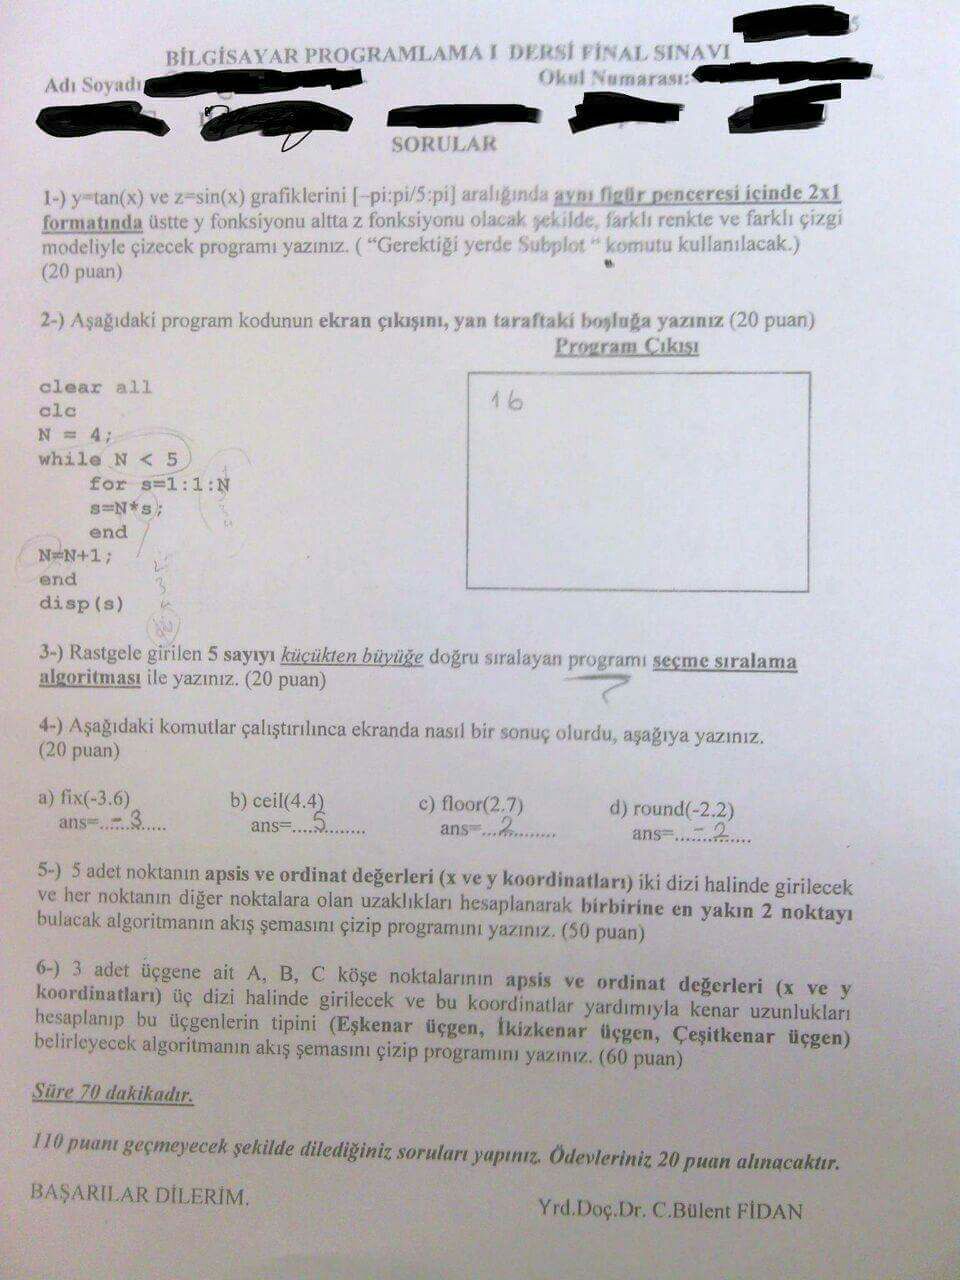 BİLGİSAYAR PROGRAMLAMA I DERSİ FİNAL SINAVI
Adı Soyadı
Okul Numarası:
SORULAR
1-) y=tan(x) ve z=sin(x) grafiklerini [-pi:pi/5:pi] aralığında aynı figür penceresi içinde 2x1
formatında üstte y fonksiyonu altta z fonksiyonu olacak şekilde, farklı renkte ve farklı çizgi
modeliyle çizecek programı yazınız. ( “Gerektiği yerde Subplot “ komutu kullanılacak.)
(20 puan)
2-) Aşağıdaki program kodunun ekran çıkışını, yan taraftaki boşluğa yazınız (20 puan)
Program Çıkışı
16
clear all
clc
N = 4;
while N < 5
for s=1:1:N
s=N*s;
end
N=N+1;
end
disp(s)
3-) Rastgele girilen 5 sayıyı küçükten büyüğe doğru sıralayan programı seçme sıralama
algoritması ile yazınız. (20 puan)
4-) Aşağıdaki komutlar çalıştırılınca ekranda nasıl bir sonuç olurdu, aşağıya yazınız.
(20 puan)
a) fix(-3.6) b) ceil(4.4) c) floor(2.7) d) round(-2.2)
ans=..-3..... ans=....5........ ans=...2.......... ans=...-2......
5-) 5 adet noktanın apsis ve ordinat değerleri (x ve y koordinatları) iki dizi halinde girilecek
ve her noktanın diğer noktalara olan uzaklıkları hesaplanarak birbirine en yakın 2 noktayı
bulacak algoritmanın akış şemasını çizip programını yazınız. (50 puan)
6-) 3 adet üçgene ait A, B, C köşe noktalarının apsis ve ordinat değerleri (x ve y
koordinatları) üç dizi halinde girilecek ve bu koordinatlar yardımıyla kenar uzunlukları
hesaplanıp bu üçgenlerin tipini (Eşkenar üçgen, İkizkenar üçgen, Çeşitkenar üçgen)
belirleyecek algoritmanın akış şemasını çizip programını yazınız. (60 puan)
Süre 70 dakikadır.
110 puanı geçmeyecek şekilde dilediğiniz soruları yapınız. Ödevleriniz 20 puan alınacaktır.
BAŞARILAR DİLERİM.
Yrd.Doç.Dr. C.Bülent FİDAN